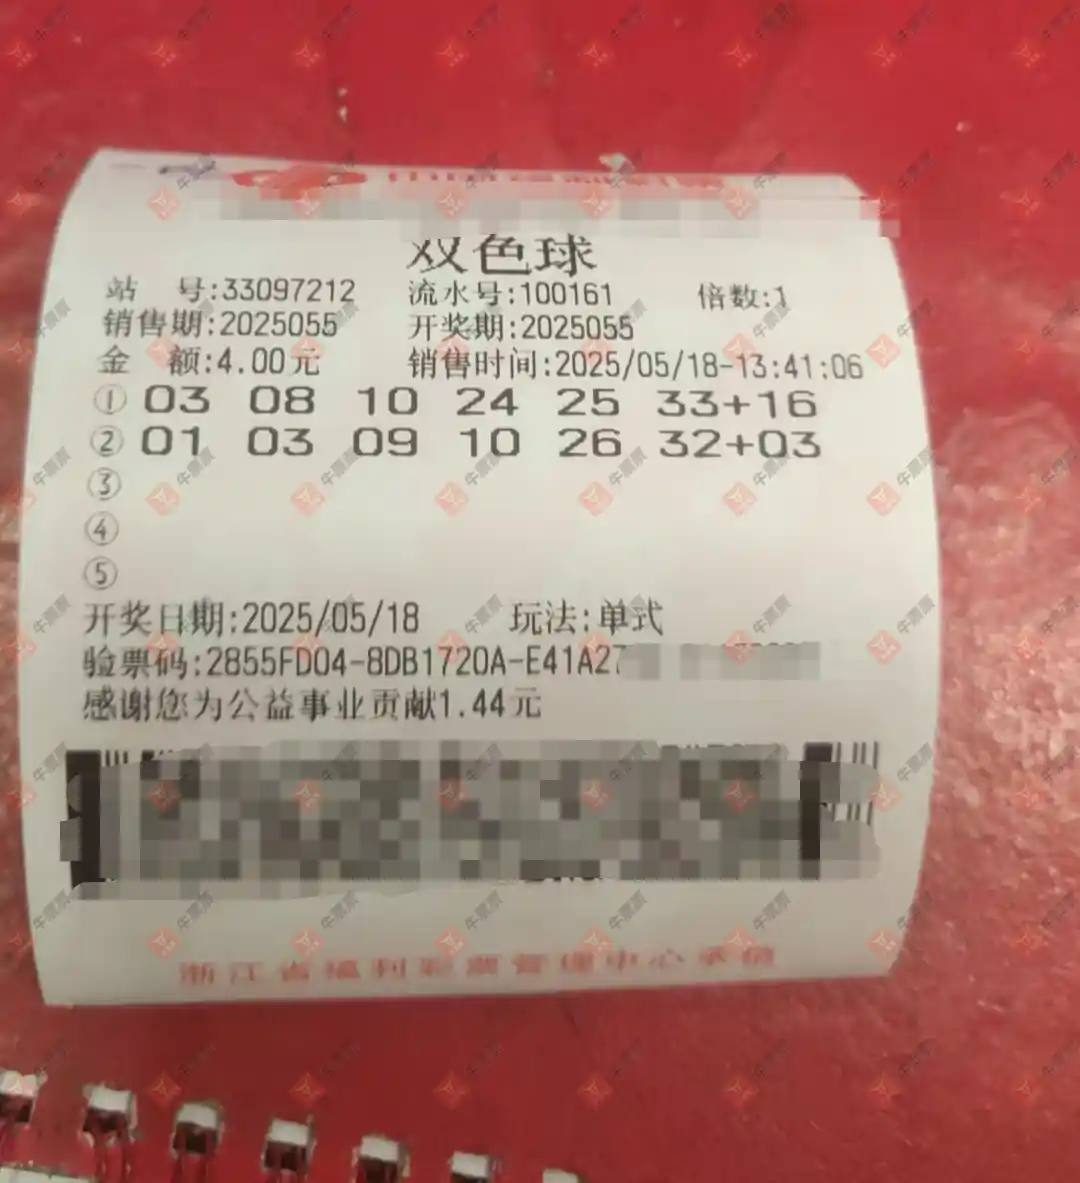 双色球
站 号:33097212 流水号:100161 倍数:1
销售期:2025055 开奖期:2025055
金 额:4.00元 销售时间:2025/05/18-13:41:06
① 03 08 10 24 25 33+16
② 01 03 09 10 26 32+03
③
④
⑤
开奖日期:2025/05/18 玩法:单式
验票码:2855FD04-8DB1720A-E41A27
感谢您为公益事业贡献1.44元
浙江省福利彩票管理中心承销
牛票票